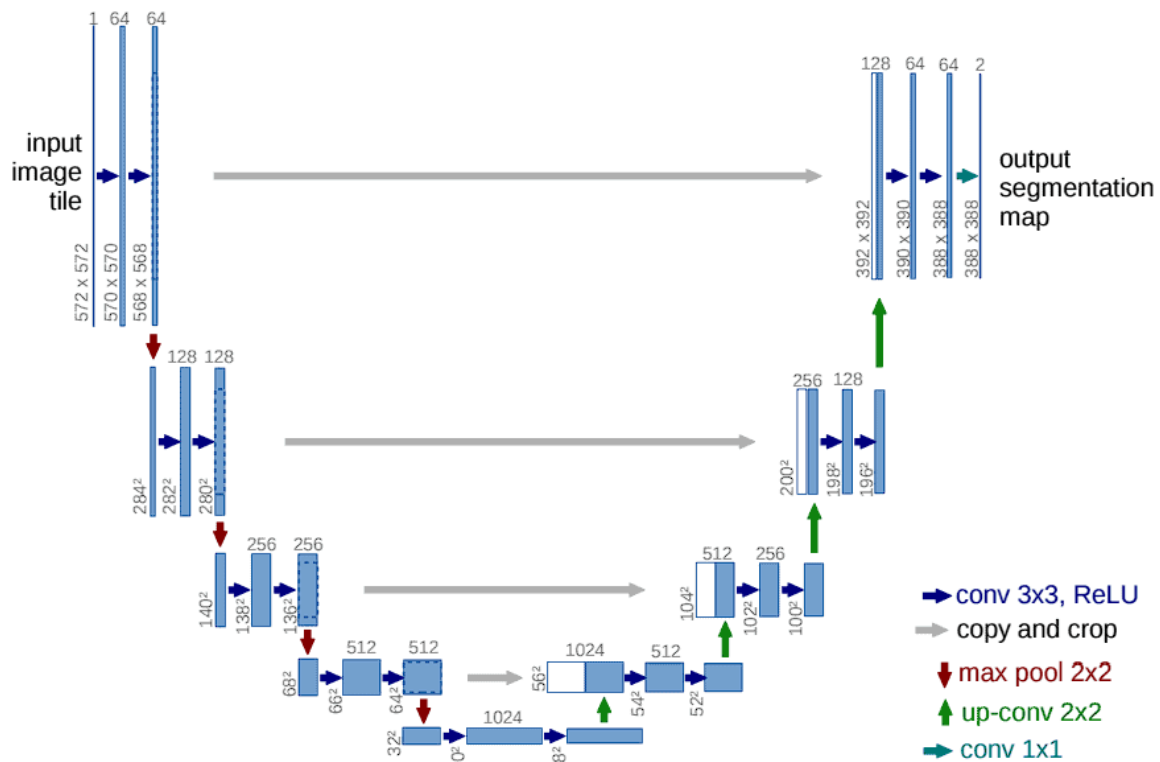 1 64 64
input
image
tile
572 x 572
570 x 570
568 x 568
128 64 64 2
output
segmentation
map
392 x 392
390 x 390
388 x 388
388 x 388
128 128
284²
282²
280²
256 128
200²
198²
196²
256 256
140²
138²
136²
512 256
104²
102²
100²
512 512
68²
66²
64²
1024 512
56²
54²
52²
1024
32²
0²
8²
conv 3x3, ReLU
copy and crop
max pool 2x2
up-conv 2x2
conv 1x1